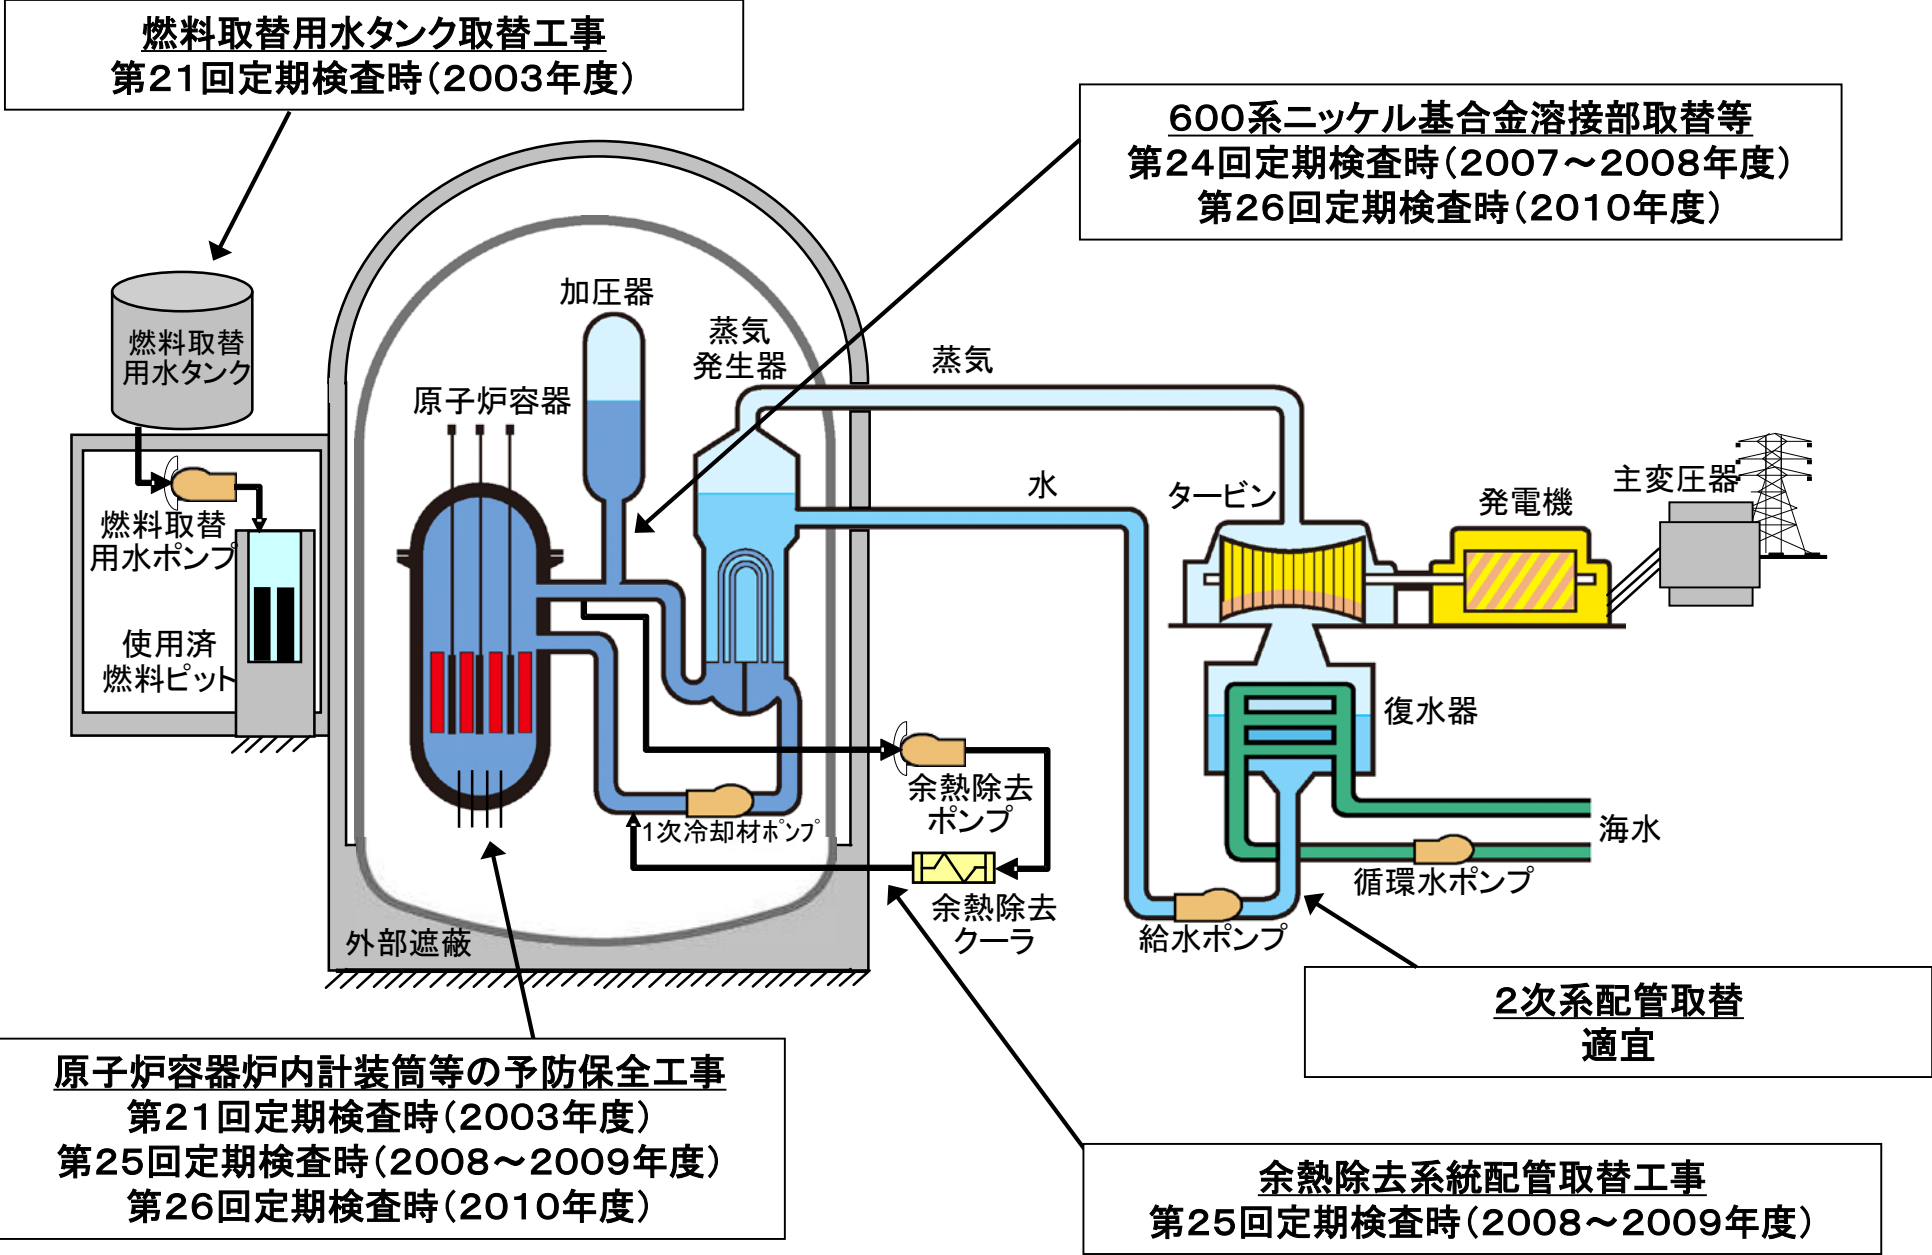 燃料取替用水タンク取替工事
第21回定期検査時(2003年度)
600系ニッケル基合金溶接部取替等
第24回定期検査時(2007～2008年度)
第26回定期検査時(2010年度)
加圧器
蒸気
発生器
蒸気
燃料取替
用水タンク
原子炉容器
水
タービン
発電機
主変圧器
燃料取替
用水ポンプ
使用済
燃料ピット
復水器
余熱除去
ポンプ
1次冷却材ﾎﾟﾝﾌﾟ
海水
循環水ポンプ
余熱除去
クーラ
給水ポンプ
外部遮蔽
2次系配管取替
適宜
原子炉容器炉内計装筒等の予防保全工事
第21回定期検査時(2003年度)
第25回定期検査時(2008～2009年度)
第26回定期検査時(2010年度)
余熱除去系統配管取替工事
第25回定期検査時(2008～2009年度)